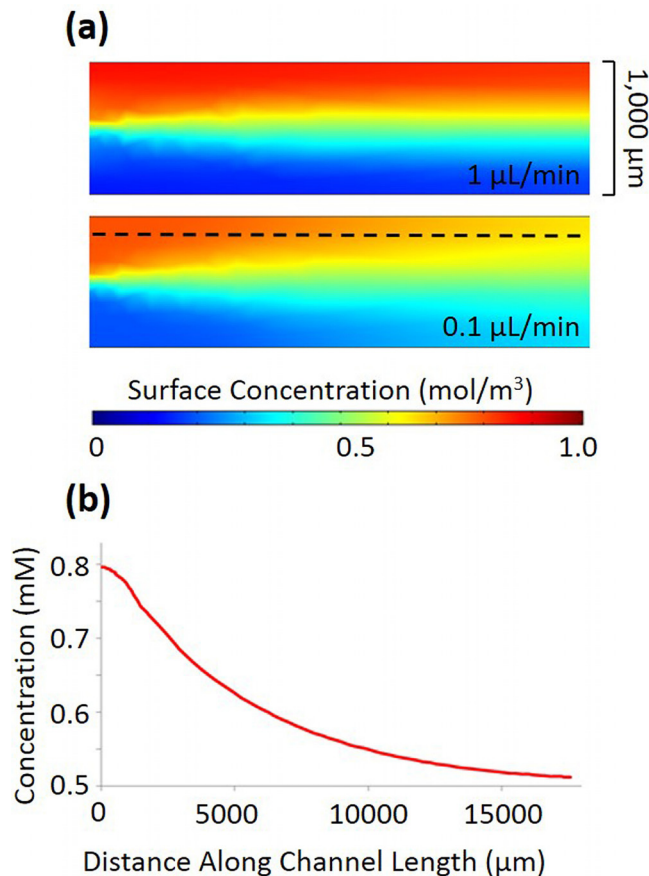 (a)
1,000 µm
1 µL/min
0.1 µL/min
Surface Concentration (mol/m³)
0 0.5 1.0
(b)
Concentration (mM)
0.8
0.7
0.6
0.5
0 5000 10000 15000
Distance Along Channel Length (µm)